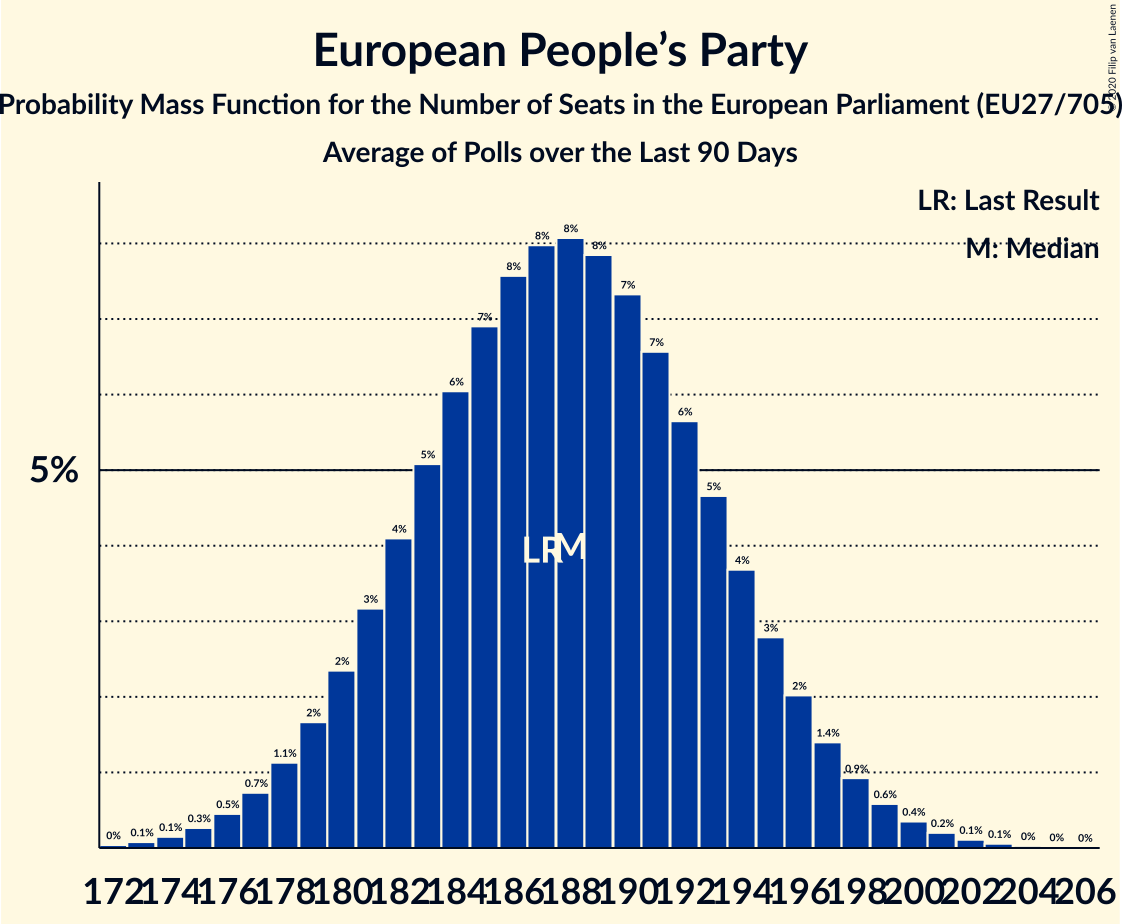 European People’s Party
Probability Mass Function for the Number of Seats in the European Parliament (EU27/705)
Average of Polls over the Last 90 Days
2020 Filip van Laenen
LR: Last Result
M: Median
5%
0% 0.1% 0.1% 0.3% 0.5% 0.7% 1.1% 2% 2% 3% 4% 5% 6% 7% 8% 8% 8% 8% 7% 7% 6% 5% 4% 3% 2% 1.4% 0.9% 0.6% 0.4% 0.2% 0.1% 0.1% 0% 0% 0%
LR M
172 174 176 178 180 182 184 186 188 190 192 194 196 198 200 202 204 206